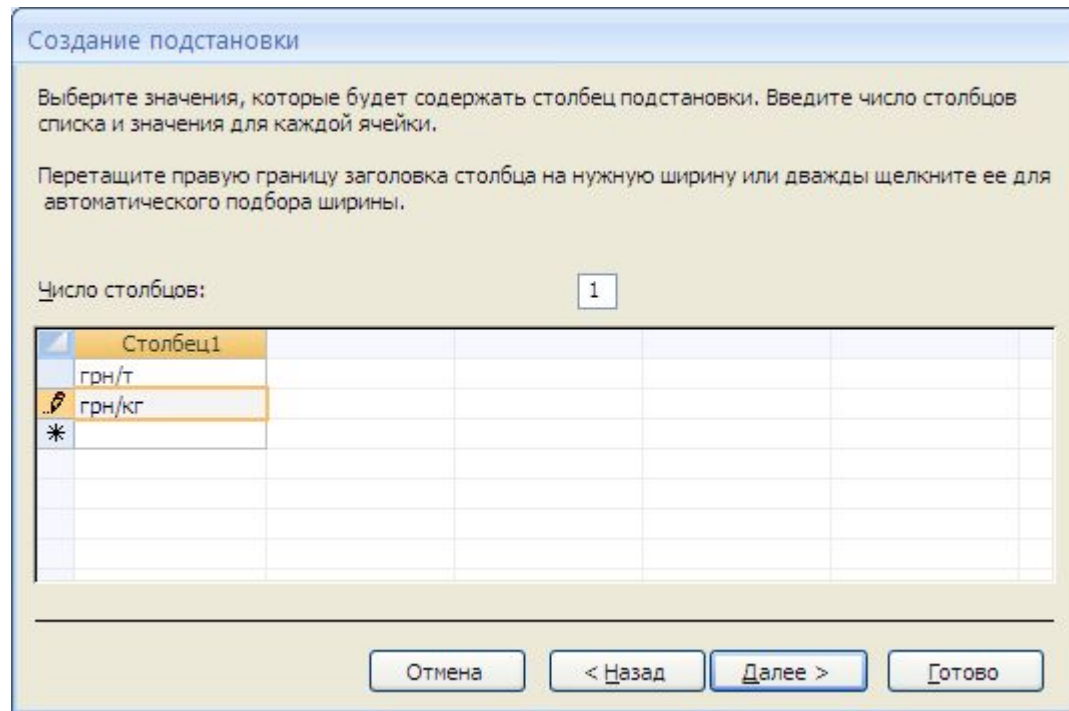 Создание подстановки
Выберите значения, которые будет содержать столбец подстановки. Введите число столбцов
списка и значения для каждой ячейки.
Перетащите правую границу заголовка столбца на нужную ширину или дважды щелкните ее для
автоматического подбора ширины.
Число столбцов: 1
Столбец1
грн/т
грн/кг
Отмена < Назад Далее > Готово